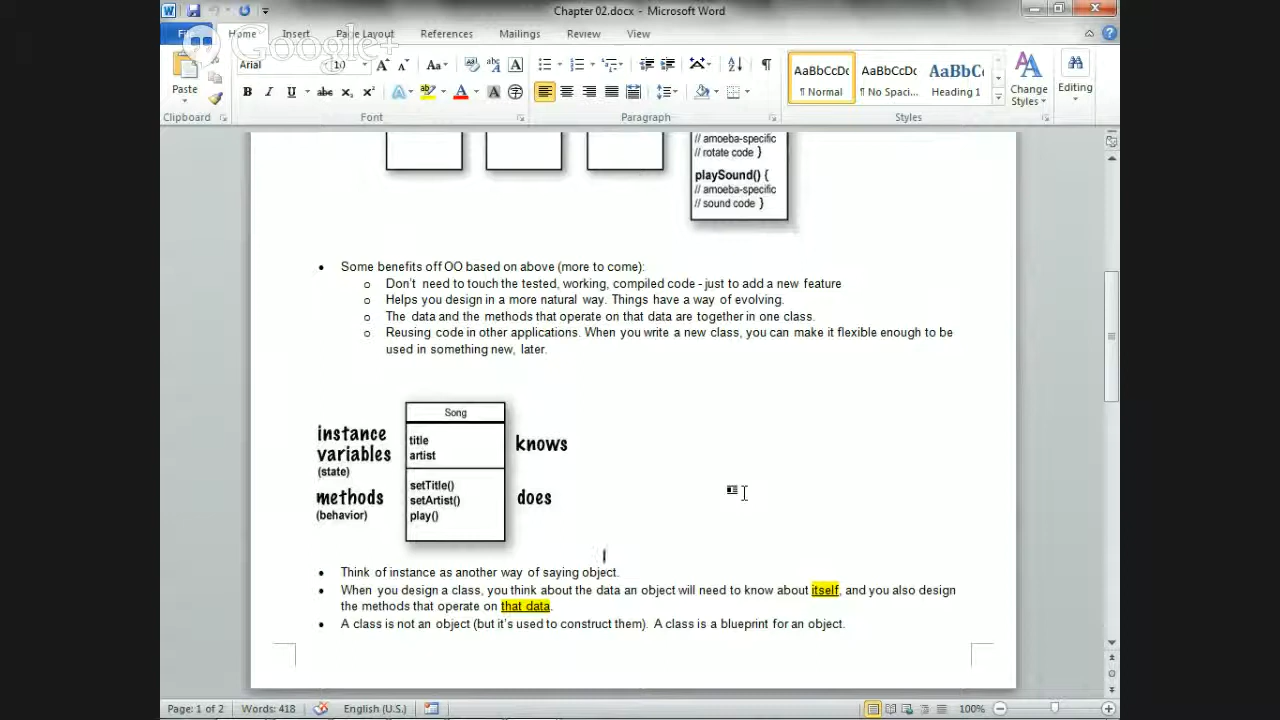 Chapter 02.docx - Microsoft Word
File Home Insert Page Layout References Mailings Review View
Google+
Arial 10 Aa
Paste
B I U abc x₂ x² A A
AaBbCcDc AaBbCcDc AaBbC
¶ Normal ¶ No Spaci... Heading 1
Change Styles
Editing
Clipboard Font Paragraph Styles
// amoeba-specific
// rotate code }
playSound() {
// amoeba-specific
// sound code }
• Some benefits off OO based on above (more to come):
o Don't need to touch the tested, working, compiled code - just to add a new feature
o Helps you design in a more natural way. Things have a way of evolving.
o The data and the methods that operate on that data are together in one class.
o Reusing code in other applications. When you write a new class, you can make it flexible enough to be
used in something new, later.
Song
instance
variables
(state)
title
artist
knows
methods
(behavior)
setTitle()
setArtist()
play()
does
• Think of instance as another way of saying object.
• When you design a class, you think about the data an object will need to know about itself, and you also design
the methods that operate on that data.
• A class is not an object (but it's used to construct them). A class is a blueprint for an object.
Page: 1 of 2 Words: 418 English (U.S.) 100%